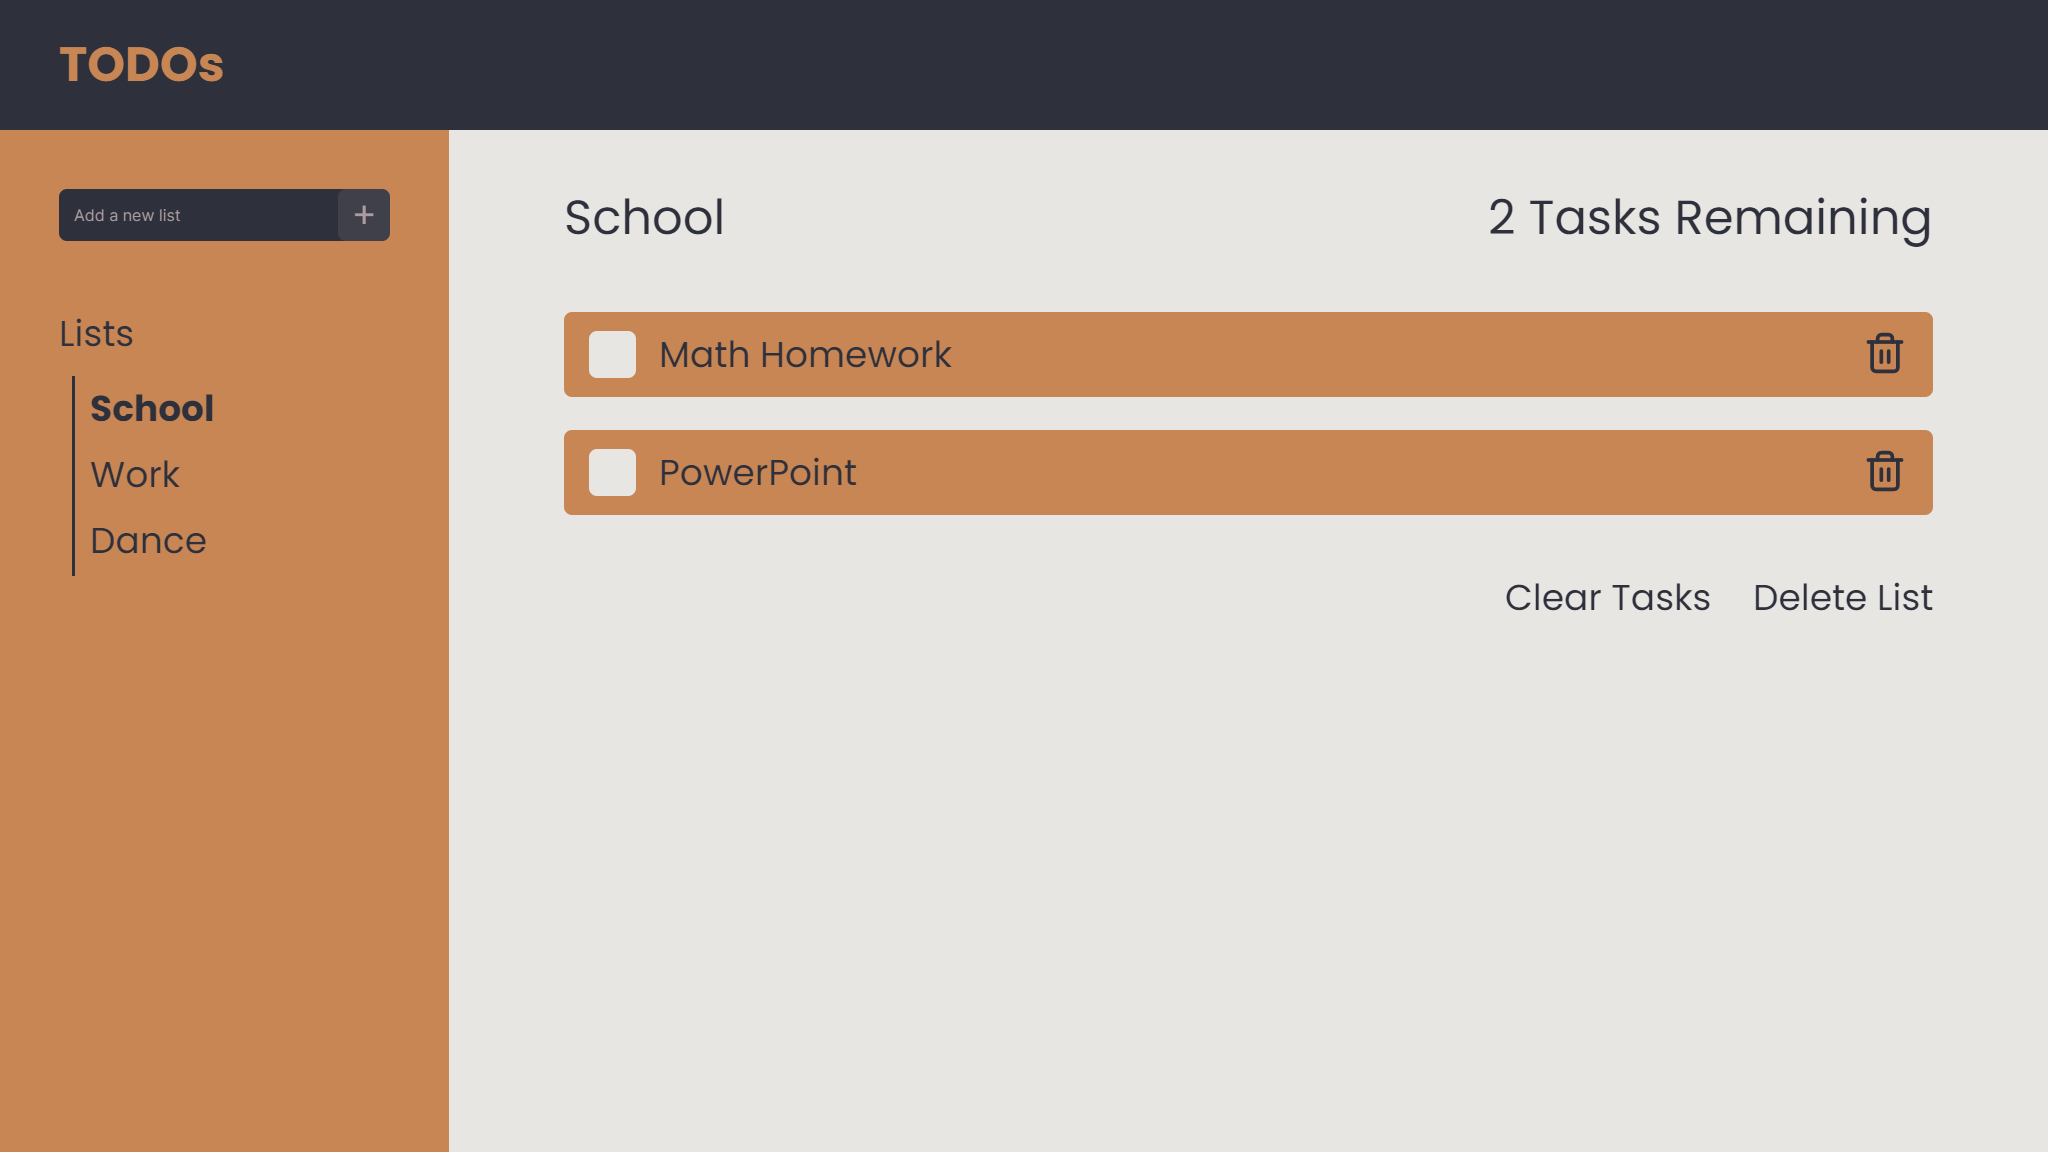 TODOs
Add a new list
Lists
School
Work
Dance
School
2 Tasks Remaining
Math Homework
PowerPoint
Clear Tasks
Delete List